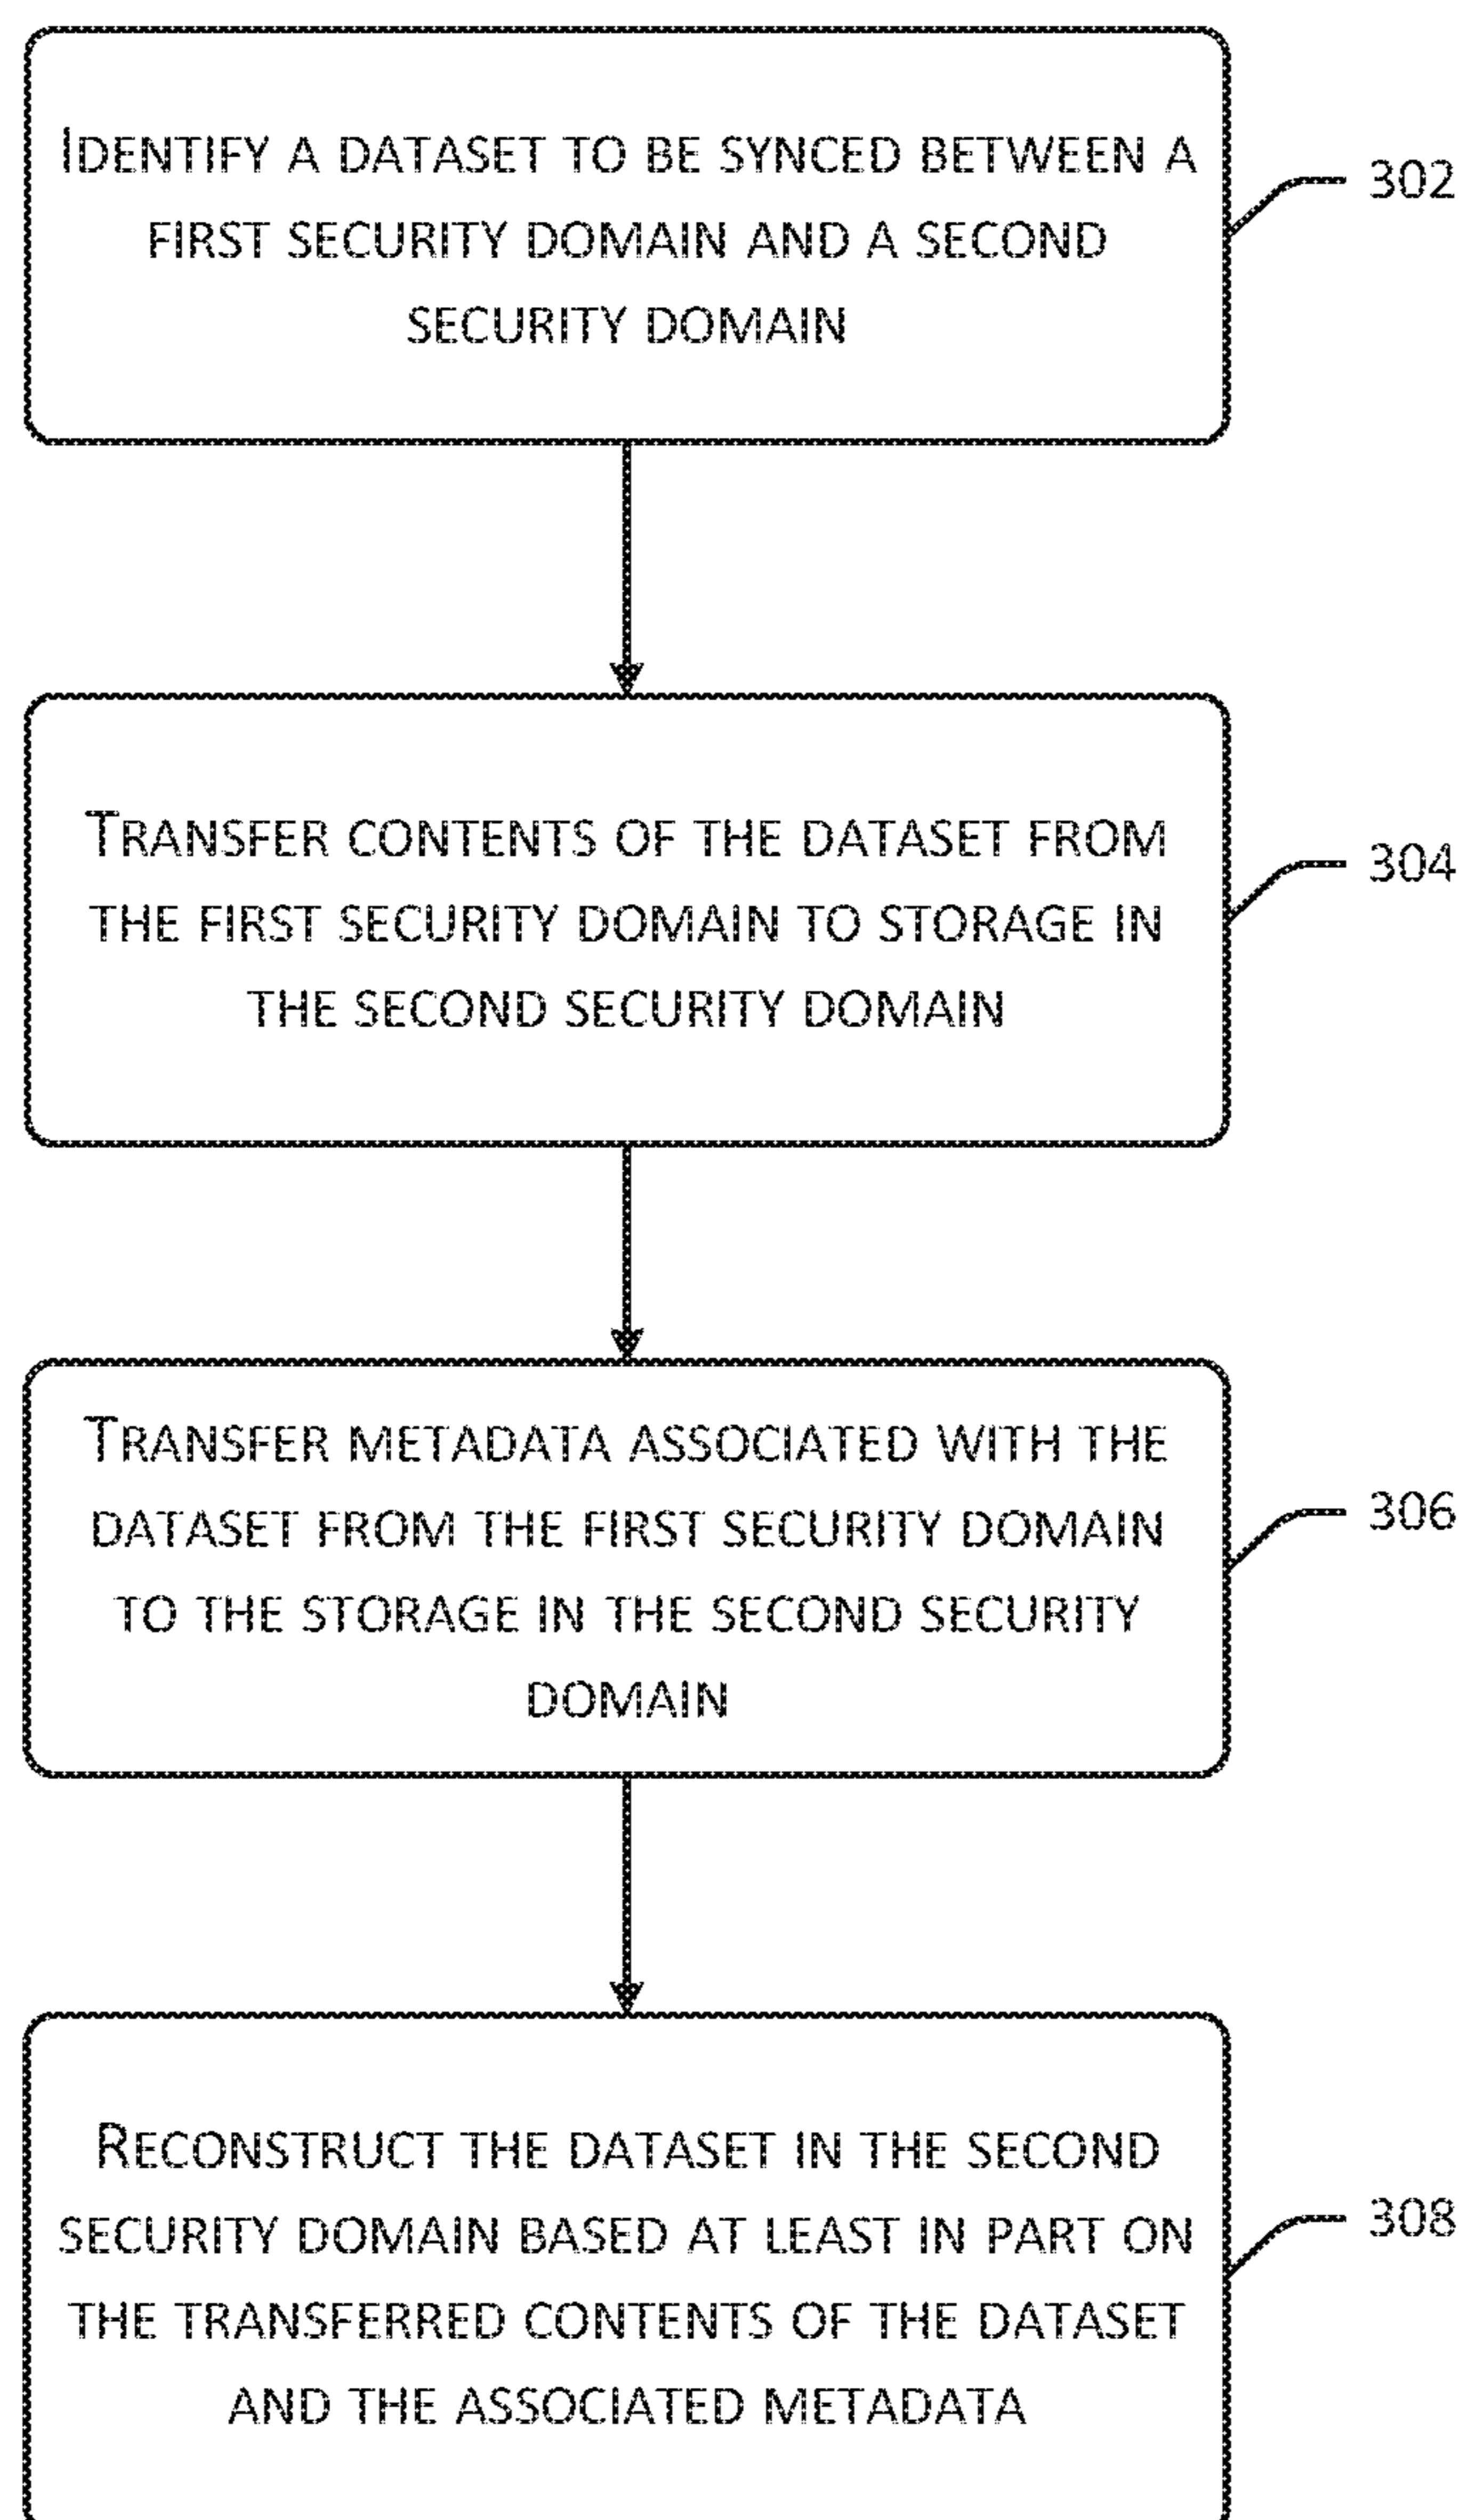 IDENTIFY A DATASET TO BE SYNCED BETWEEN A
FIRST SECURITY DOMAIN AND A SECOND
SECURITY DOMAIN
302
TRANSFER CONTENTS OF THE DATASET FROM
THE FIRST SECURITY DOMAIN TO STORAGE IN
THE SECOND SECURITY DOMAIN
304
TRANSFER METADATA ASSOCIATED WITH THE
DATASET FROM THE FIRST SECURITY DOMAIN
TO THE STORAGE IN THE SECOND SECURITY
DOMAIN
306
RECONSTRUCT THE DATASET IN THE SECOND
SECURITY DOMAIN BASED AT LEAST IN PART ON
THE TRANSFERRED CONTENTS OF THE DATASET
AND THE ASSOCIATED METADATA
308